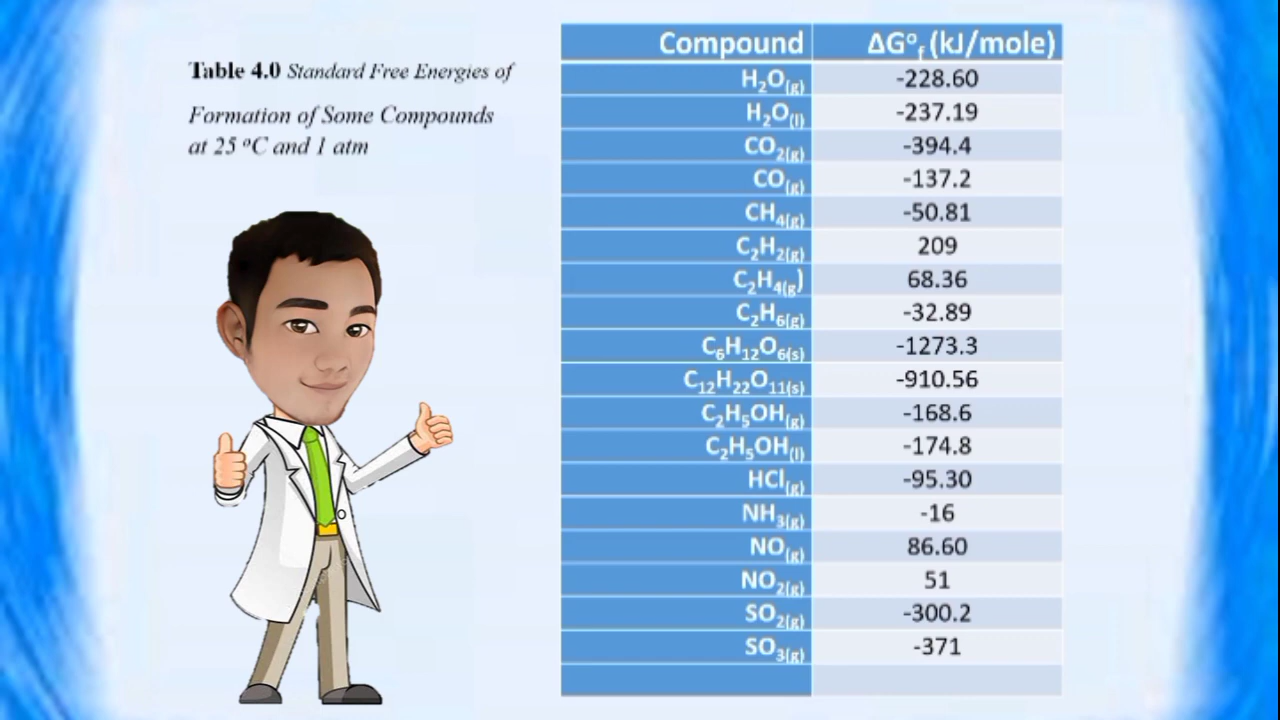 Table 4.0 Standard Free Energies of
Formation of Some Compounds
at 25 °C and 1 atm
Compound ΔG°f (kJ/mole)
H₂O(g) -228.60
H₂O(l) -237.19
CO₂(g) -394.4
CO(g) -137.2
CH₄(g) -50.81
C₂H₂(g) 209
C₂H₄(g) 68.36
C₂H₆(g) -32.89
C₆H₁₂O₆(s) -1273.3
C₁₂H₂₂O₁₁(s) -910.56
C₂H₅OH(g) -168.6
C₂H₅OH(l) -174.8
HCl(g) -95.30
NH₃(g) -16
NO(g) 86.60
NO₂(g) 51
SO₂(g) -300.2
SO₃(g) -371